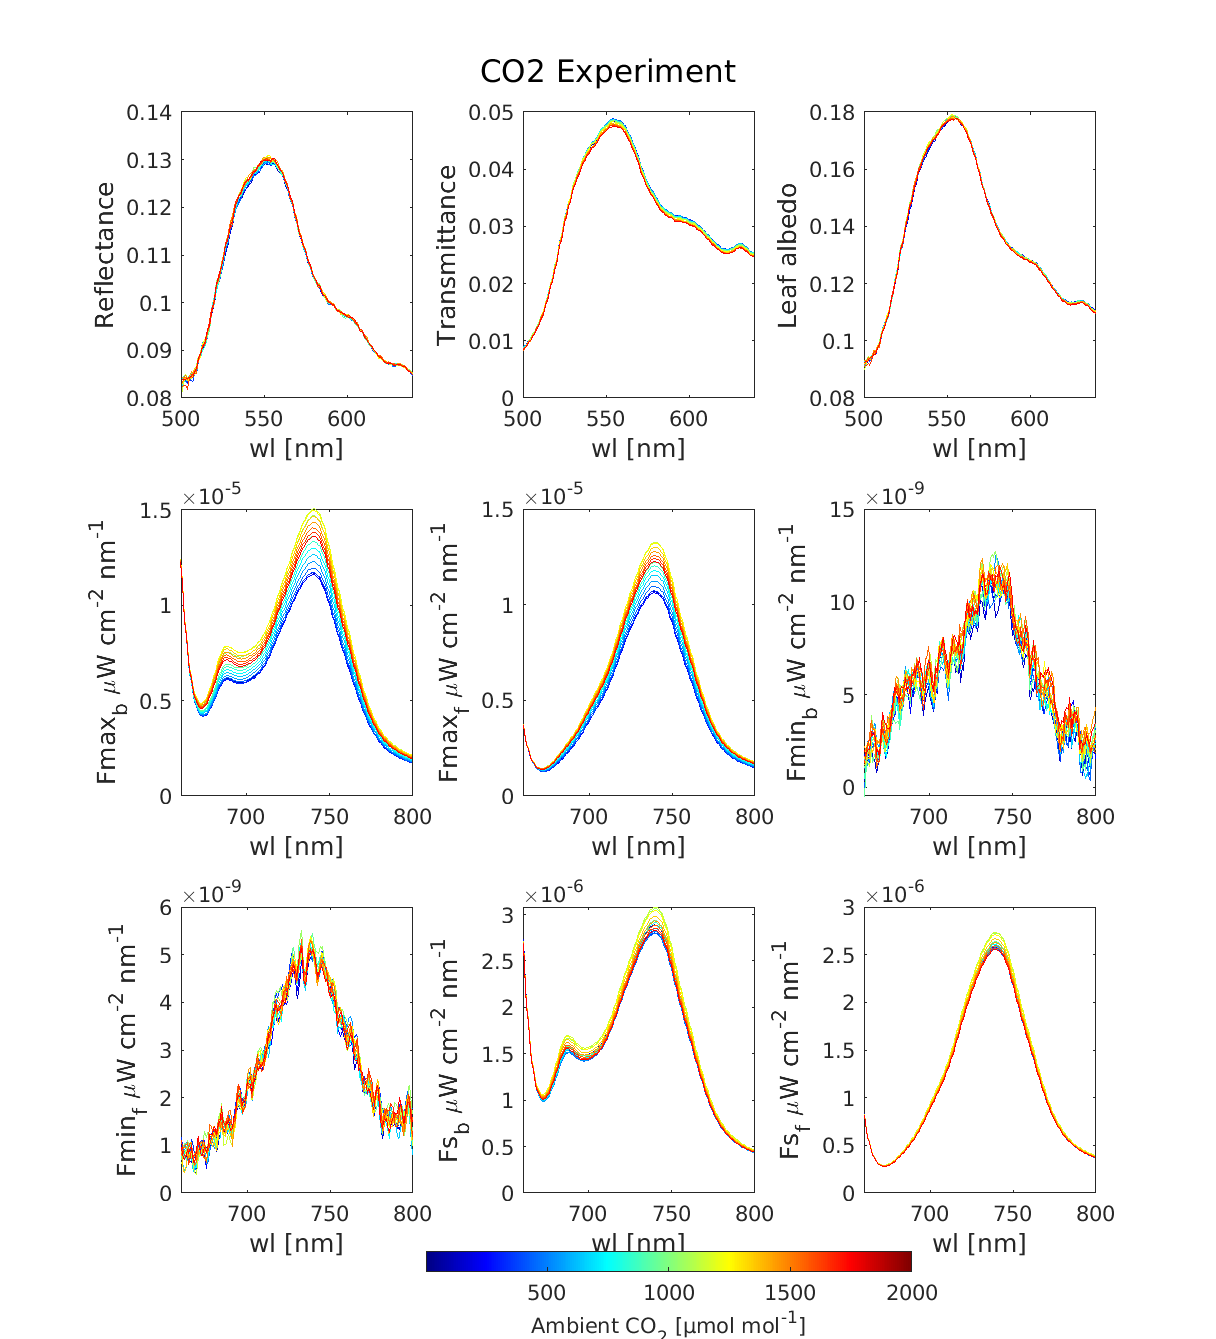 CO2 Experiment
0.14
0.13
0.12
0.11
0.1
0.09
0.08
500 550 600
wl [nm]
Reflectance
0.05
0.04
0.03
0.02
0.01
0
500 550 600
wl [nm]
Transmittance
0.18
0.16
0.14
0.12
0.1
0.08
500 550 600
wl [nm]
Leaf albedo
×10-5
1.5
1
0.5
0
700 750 800
wl [nm]
Fmaxb μW cm-2 nm-1
×10-5
1.5
1
0.5
0
700 750 800
wl [nm]
Fmaxf μW cm-2 nm-1
×10-9
15
10
5
0
700 750 800
wl [nm]
Fminb μW cm-2 nm-1
×10-9
6
5
4
3
2
1
0
700 750 800
wl [nm]
Fminf μW cm-2 nm-1
×10-6
3
2.5
2
1.5
1
0.5
0
700 750 800
wl [nm]
Fsb μW cm-2 nm-1
×10-6
3
2.5
2
1.5
1
0.5
0
700 750 800
wl [nm]
Fsf μW cm-2 nm-1
500 1000 1500 2000
Ambient CO2 [μmol mol-1]